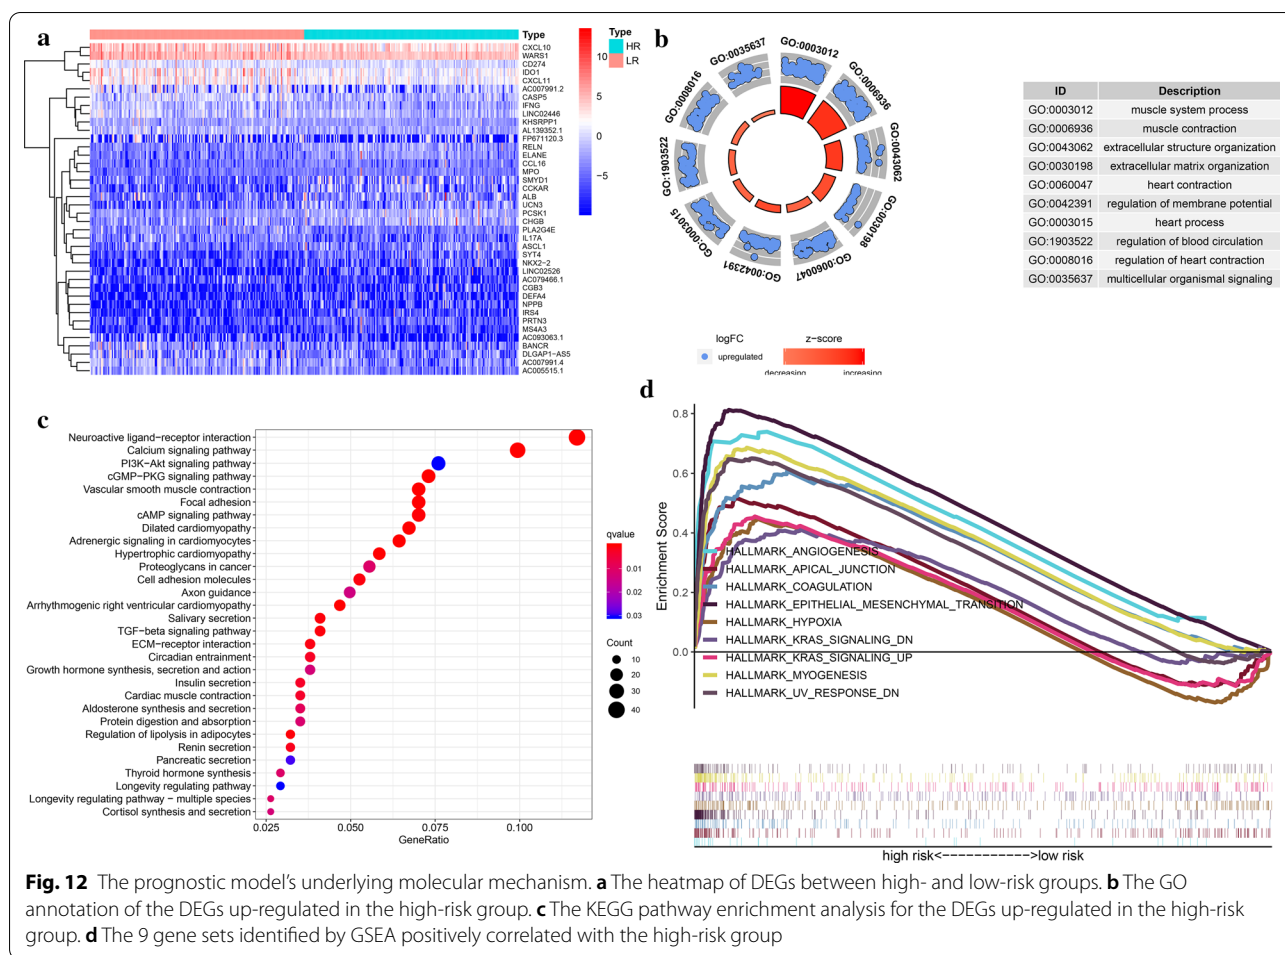 a
Type
CXCL10
WARS1
CD274
IDO1
CXCL11
AC007991.2
CASP5
IFNG
LINC02446
KHSRPP1
AL139352.1
FP671120.3
RELN
ELANE
CCL16
MPO
SMYD1
CCKAR
ALB
UCN3
PCSK1
CHGB
PLA2G4E
IL17A
ASCL1
SYT4
NKX2−2
LINC02526
AC079466.1
CGB3
DEFA4
NPPB
IRS4
PRTN3
MS4A3
AC093063.1
BANCR
DLGAP1−AS5
AC007991.4
AC005515.1
10
5
0
−5
Type
HR
LR
b
GO:0003012
GO:0006936
GO:0043062
GO:0030198
GO:0060047
GO:0042391
GO:0003015
GO:1903522
GO:0008016
GO:0035637
logFC
upregulated
z−score
decreasing
increasing
ID Description
GO:0003012 muscle system process
GO:0006936 muscle contraction
GO:0043062 extracellular structure organization
GO:0030198 extracellular matrix organization
GO:0060047 heart contraction
GO:0042391 regulation of membrane potential
GO:0003015 heart process
GO:1903522 regulation of blood circulation
GO:0008016 regulation of heart contraction
GO:0035637 multicellular organismal signaling
c
Neuroactive ligand−receptor interaction
Calcium signaling pathway
PI3K−Akt signaling pathway
cGMP−PKG signaling pathway
Vascular smooth muscle contraction
Focal adhesion
cAMP signaling pathway
Dilated cardiomyopathy
Adrenergic signaling in cardiomyocytes
Hypertrophic cardiomyopathy
Proteoglycans in cancer
Cell adhesion molecules
Axon guidance
Arrhythmogenic right ventricular cardiomyopathy
Salivary secretion
TGF−beta signaling pathway
ECM−receptor interaction
Circadian entrainment
Growth hormone synthesis, secretion and action
Insulin secretion
Cardiac muscle contraction
Aldosterone synthesis and secretion
Protein digestion and absorption
Regulation of lipolysis in adipocytes
Renin secretion
Pancreatic secretion
Thyroid hormone synthesis
Longevity regulating pathway
Longevity regulating pathway − multiple species
Cortisol synthesis and secretion
0.025 0.050 0.075 0.100
GeneRatio
qvalue
0.01
0.02
0.03
Count
10
20
30
40
d
0.8
0.6
0.4
0.2
0.0
Enrichment Score
HALLMARK_ANGIOGENESIS
HALLMARK_APICAL_JUNCTION
HALLMARK_COAGULATION
HALLMARK_EPITHELIAL_MESENCHYMAL_TRANSITION
HALLMARK_HYPOXIA
HALLMARK_KRAS_SIGNALING_DN
HALLMARK_KRAS_SIGNALING_UP
HALLMARK_MYOGENESIS
HALLMARK_UV_RESPONSE_DN
high risk<−−−−−−−−−−−>low risk
Fig. 12 The prognostic model's underlying molecular mechanism. a The heatmap of DEGs between high- and low-risk groups. b The GO
annotation of the DEGs up-regulated in the high-risk group. c The KEGG pathway enrichment analysis for the DEGs up-regulated in the high-risk
group. d The 9 gene sets identified by GSEA positively correlated with the high-risk group